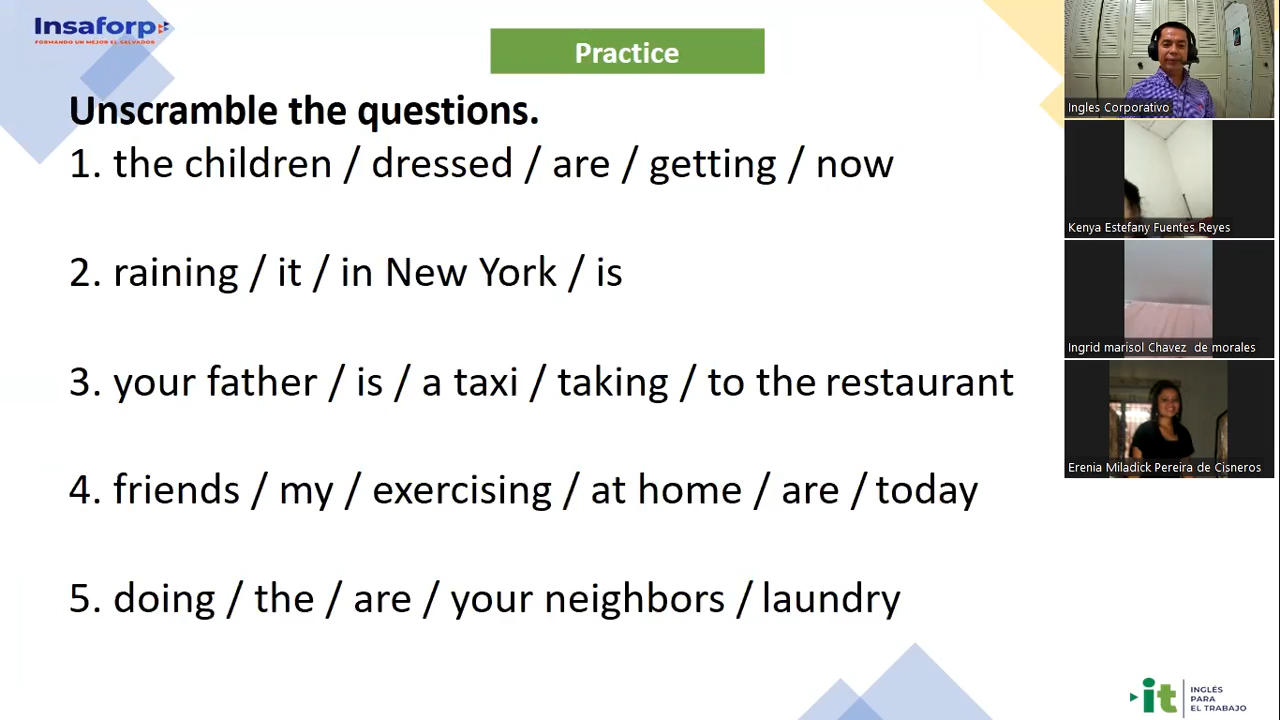 Insaforp
FORMANDO UN MEJOR EL SALVADOR
Practice
Unscramble the questions.
1. the children / dressed / are / getting / now
2. raining / it / in New York / is
3. your father / is / a taxi / taking / to the restaurant
4. friends / my / exercising / at home / are / today
5. doing / the / are / your neighbors / laundry
Ingles Corporativo
Kenya Estefany Fuentes Reyes
Ingrid marisol Chavez de morales
Erenia Miladick Pereira de Cisneros
it
INGLÉS
PARA
EL TRABAJO